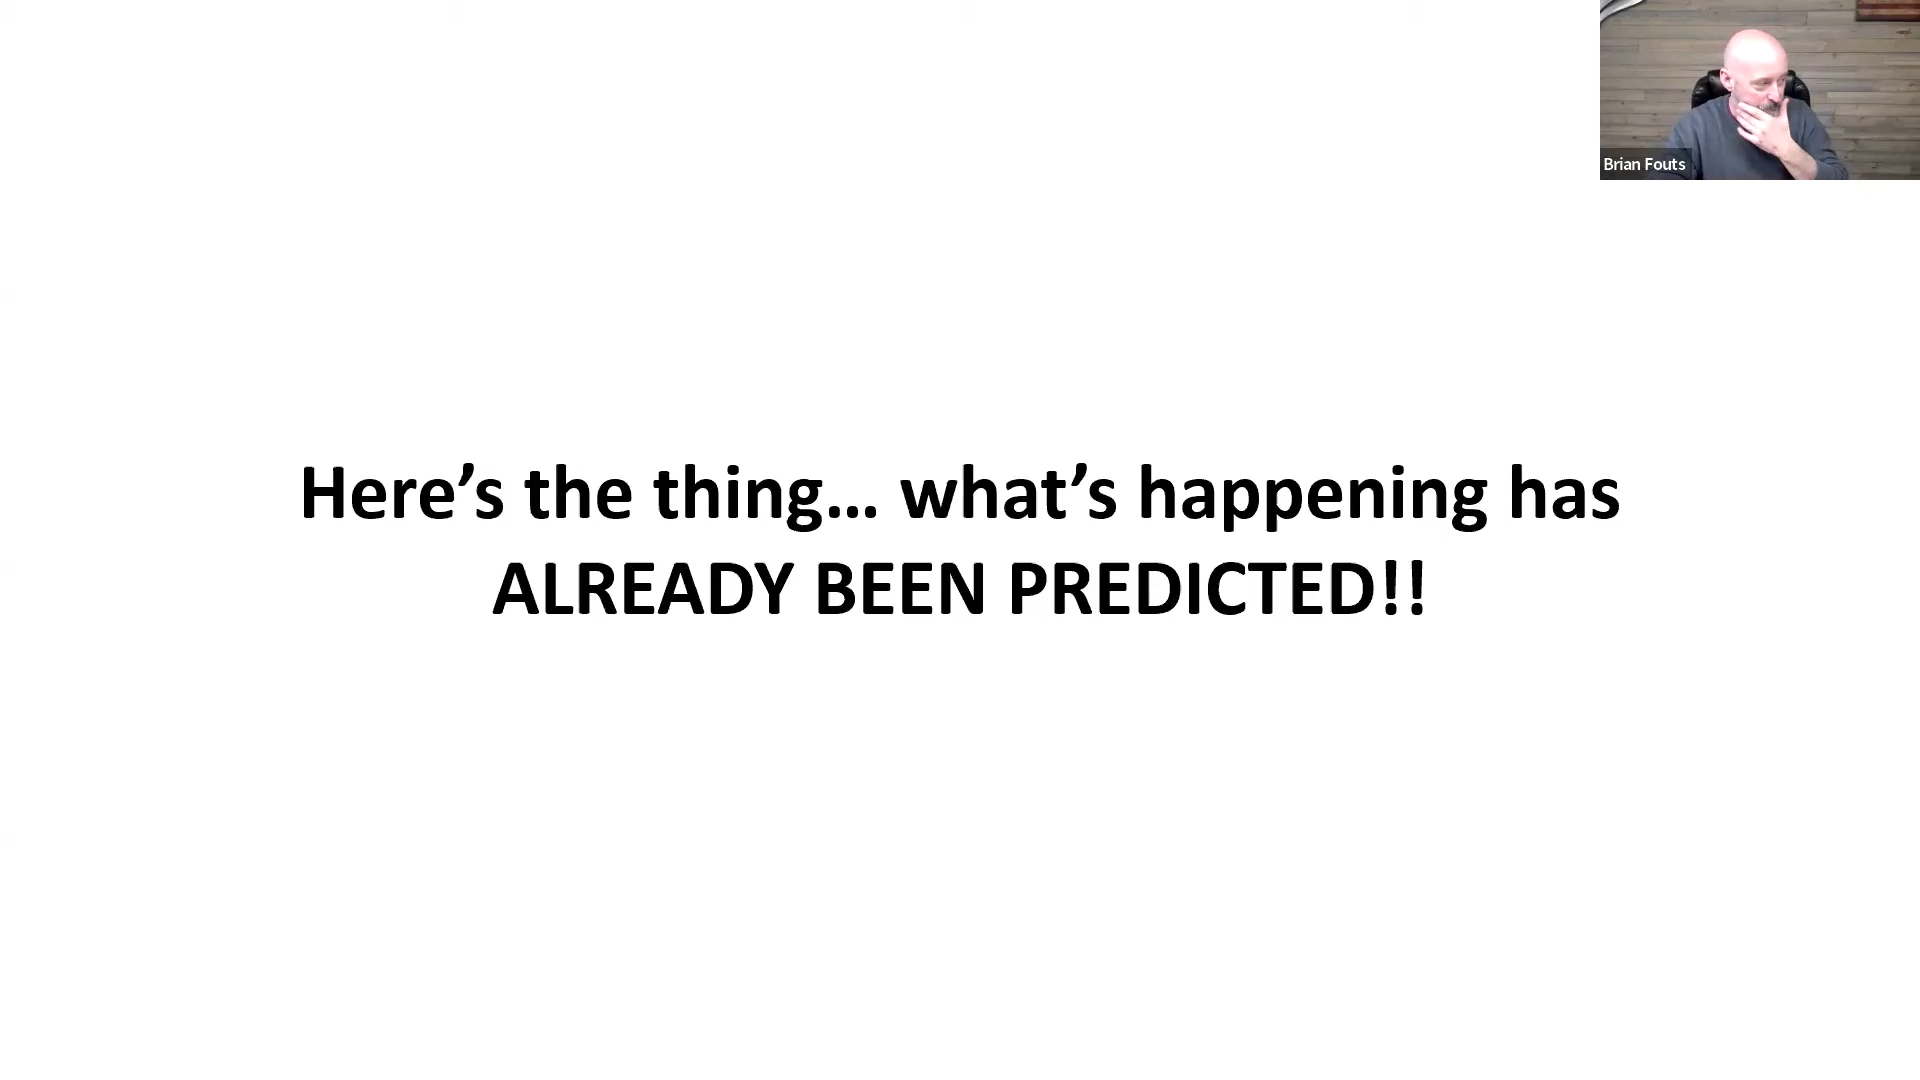 Brian Fouts
Here’s the thing… what’s happening has
ALREADY BEEN PREDICTED!!